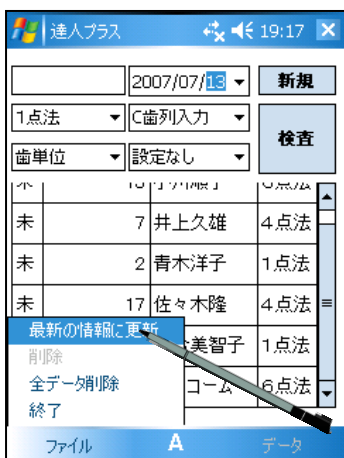 達人プラス 19:17
2007/07/13 新規
1点法 C歯列入力 検査
歯単位 設定なし
未
未 7 井上久雄 4点法
未 2 青木洋子 1点法
未 17 佐々木隆 4点法
美智子 1点法
コーム 6点法
最新の情報に更新
削除
全データ削除
終了
ファイル A データ